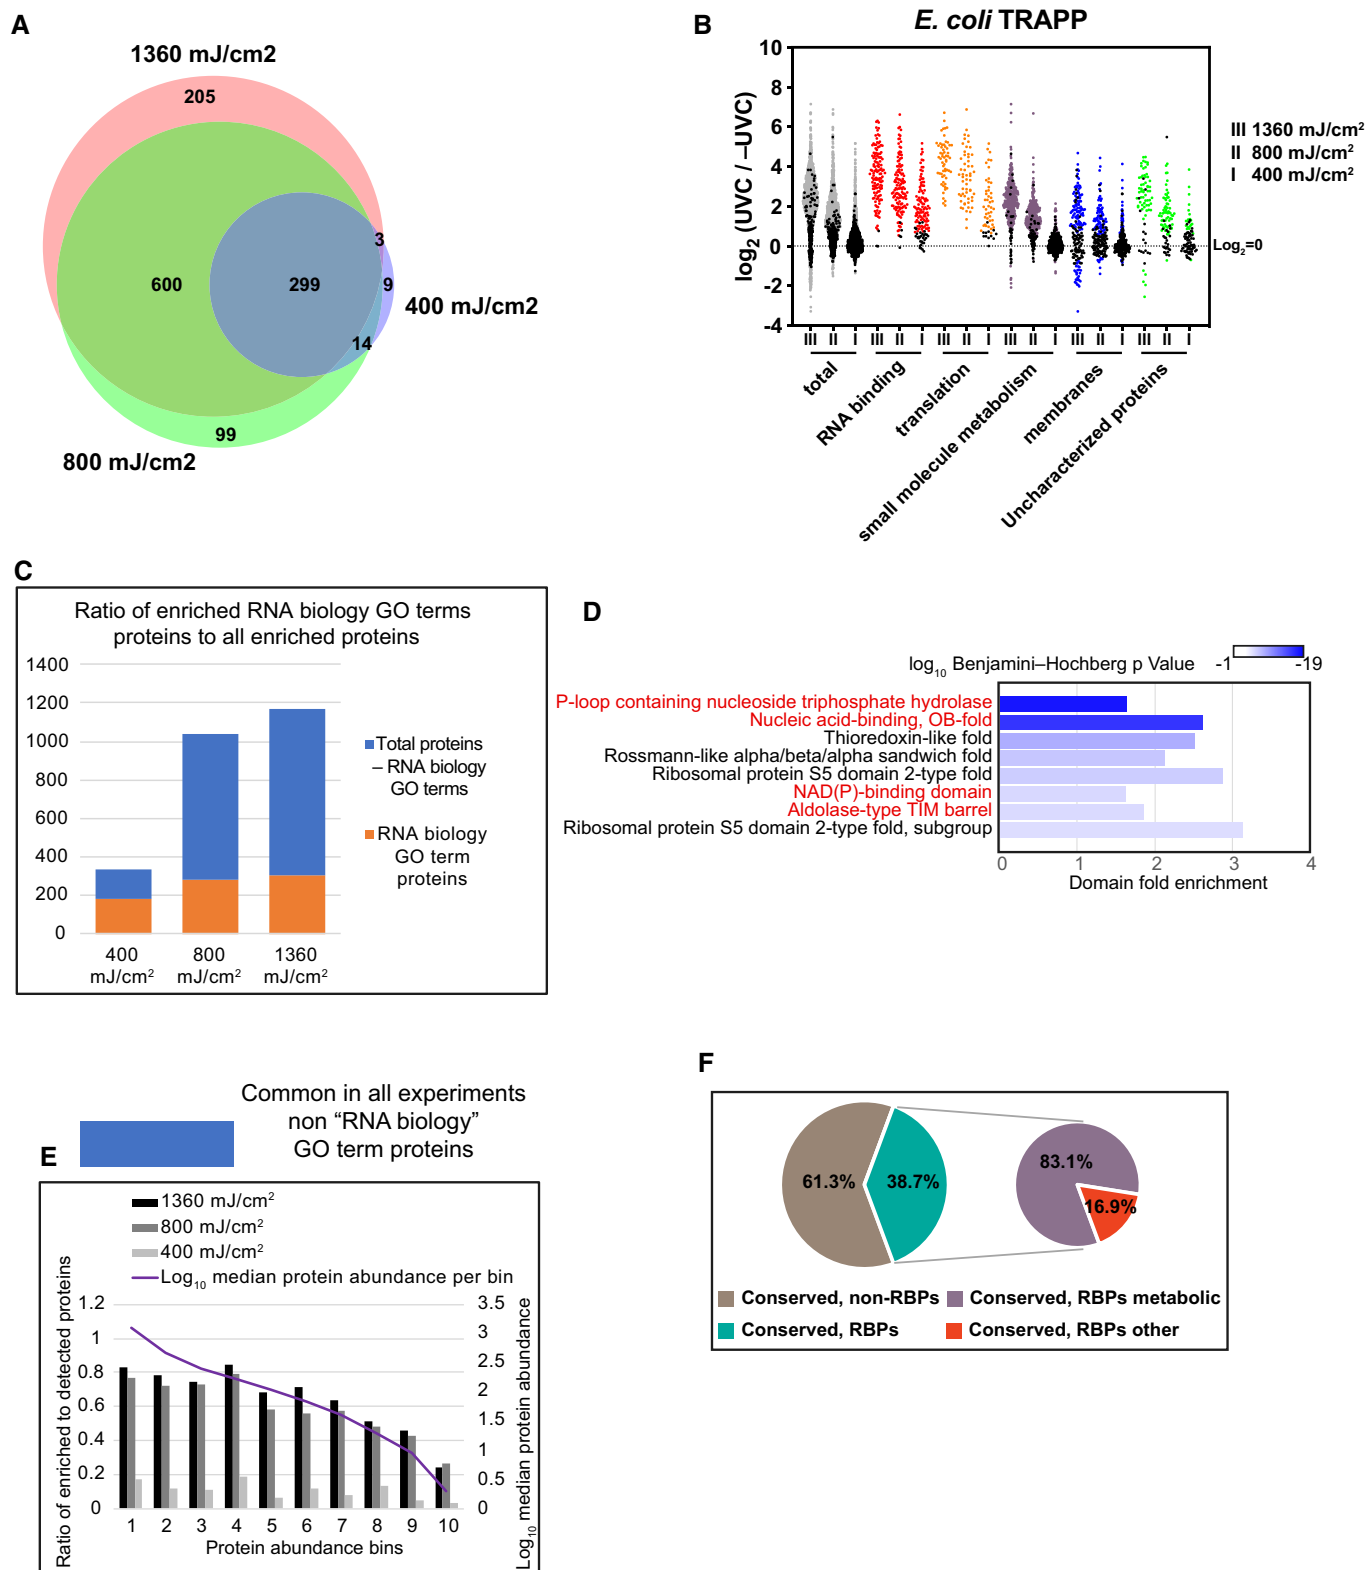 A
1360 mJ/cm2
205
3
600
299
9
400 mJ/cm2
14
99
800 mJ/cm2
B
E. coli TRAPP
log2 (UVC / –UVC)
10
8
6
4
2
0
-2
-4
III 1360 mJ/cm2
II 800 mJ/cm2
I 400 mJ/cm2
Log2=0
III II I III II I III II I III II I III II I III II I
total
RNA binding
translation
small molecule metabolism
membranes
Uncharacterized proteins
C
Ratio of enriched RNA biology GO terms
proteins to all enriched proteins
1400
1200
1000
800
600
400
200
0
400
mJ/cm2
800
mJ/cm2
1360
mJ/cm2
Total proteins
– RNA biology
GO terms
RNA biology
GO term
proteins
D
log10 Benjamini–Hochberg p Value
-1
-19
P-loop containing nucleoside triphosphate hydrolase
Nucleic acid-binding, OB-fold
Thioredoxin-like fold
Rossmann-like alpha/beta/alpha sandwich fold
Ribosomal protein S5 domain 2-type fold
NAD(P)-binding domain
Aldolase-type TIM barrel
Ribosomal protein S5 domain 2-type fold, subgroup
0 1 2 3 4
Domain fold enrichment
Common in all experiments
non “RNA biology”
GO term proteins
E
1360 mJ/cm2
800 mJ/cm2
400 mJ/cm2
Log10 median protein abundance per bin
Ratio of enriched to detected proteins
1.2
1
0.8
0.6
0.4
0.2
0
3.5
3
2.5
2
1.5
1
0.5
0
Log10 median protein abundance
1 2 3 4 5 6 7 8 9 10
Protein abundance bins
F
61.3%
38.7%
83.1%
16.9%
Conserved, non-RBPs
Conserved, RBPs metabolic
Conserved, RBPs
Conserved, RBPs other